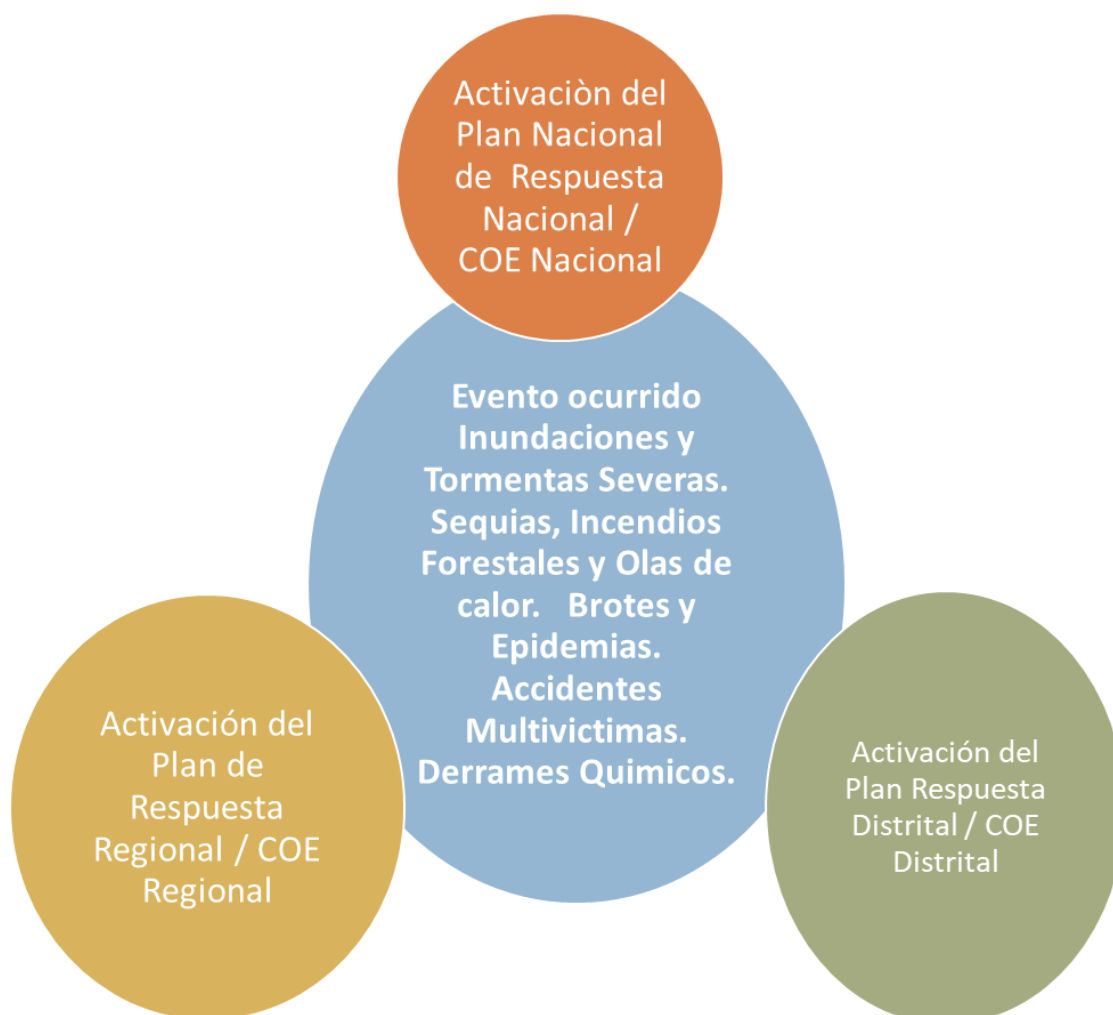 Activaciòn del
Plan Nacional
de Respuesta
Nacional /
COE Nacional
Evento ocurrido
Inundaciones y
Tormentas Severas.
Sequias, Incendios
Forestales y Olas de
calor. Brotes y
Epidemias.
Accidentes
Multivictimas.
Derrames Quimicos.
Activación del
Plan de
Respuesta
Regional / COE
Regional
Activación del
Plan Respuesta
Distrital / COE
Distrital